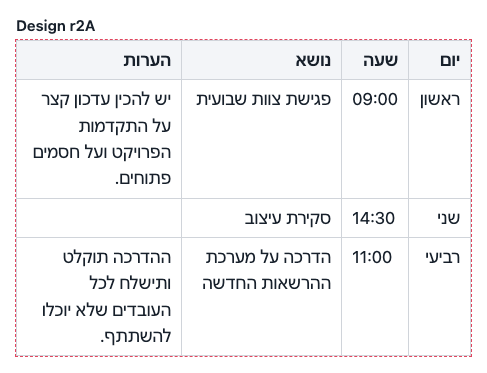 Design r2A
יום שעה נושא הערות
ראשון 09:00 פגישת צוות שבועית יש להכין עדכון קצר
על התקדמות
הפרויקט ועל חסמים
פתוחים.
שני 14:30 סקירת עיצוב
רביעי 11:00 הדרכה על מערכת ההדרכה תוקלט
ההרשאות החדשה ותישלח לכל
העובדים שלא יוכלו
להשתתף.